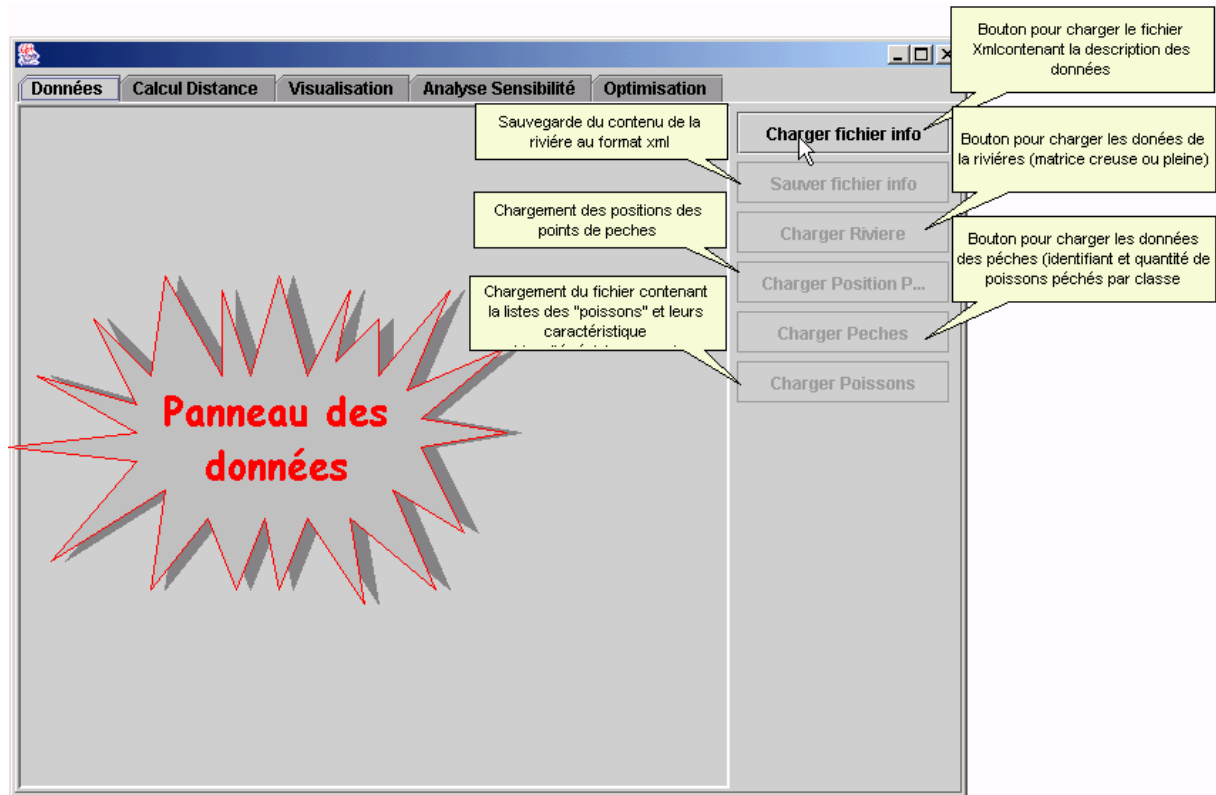 Bouton pour charger le fichier
Xmlcontenant la description des
données
Données
Calcul Distance
Visualisation
Analyse Sensibilité
Optimisation
Sauvegarde du contenu de la
riviére au format xml
Charger fichier info
Bouton pour charger les donées de
la riviéres (matrice creuse ou pleine)
Sauver fichier info
Chargement des positions des
points de peches
Charger Riviere
Bouton pour charger les données
des péches (identifiant et quantité de
poissons péchés par classe
Charger Position P...
Chargement du fichier contenant
la listes des "poissons" et leurs
caractéristique
Charger Peches
Charger Poissons
Panneau des
données